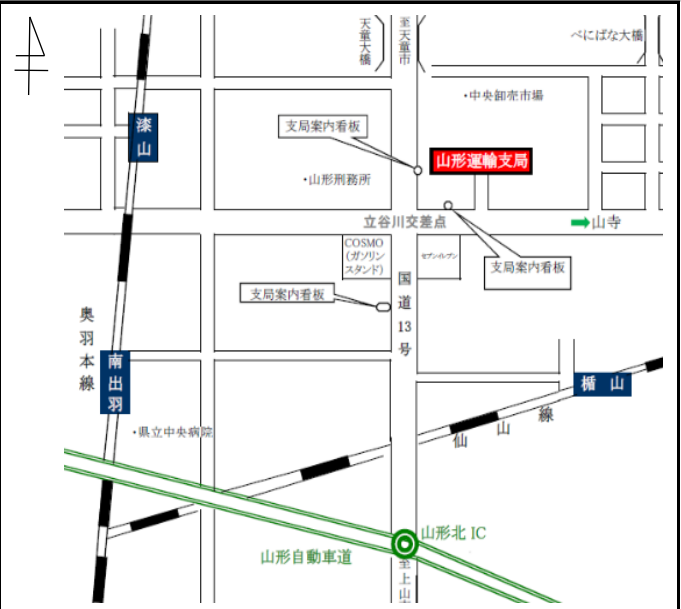 天童大橋
至天童市
べにばな大橋
・中央卸売市場
支局案内看板
漆山
山形運輸支局
・山形刑務所
立谷川交差点
山寺
COSMO
(ガソリン
スタンド)
セブンイレブン
支局案内看板
国道13号
支局案内看板
奥羽本線
南出羽
楯山
仙山線
・県立中央病院
山形北 IC
山形自動車道
至上山市